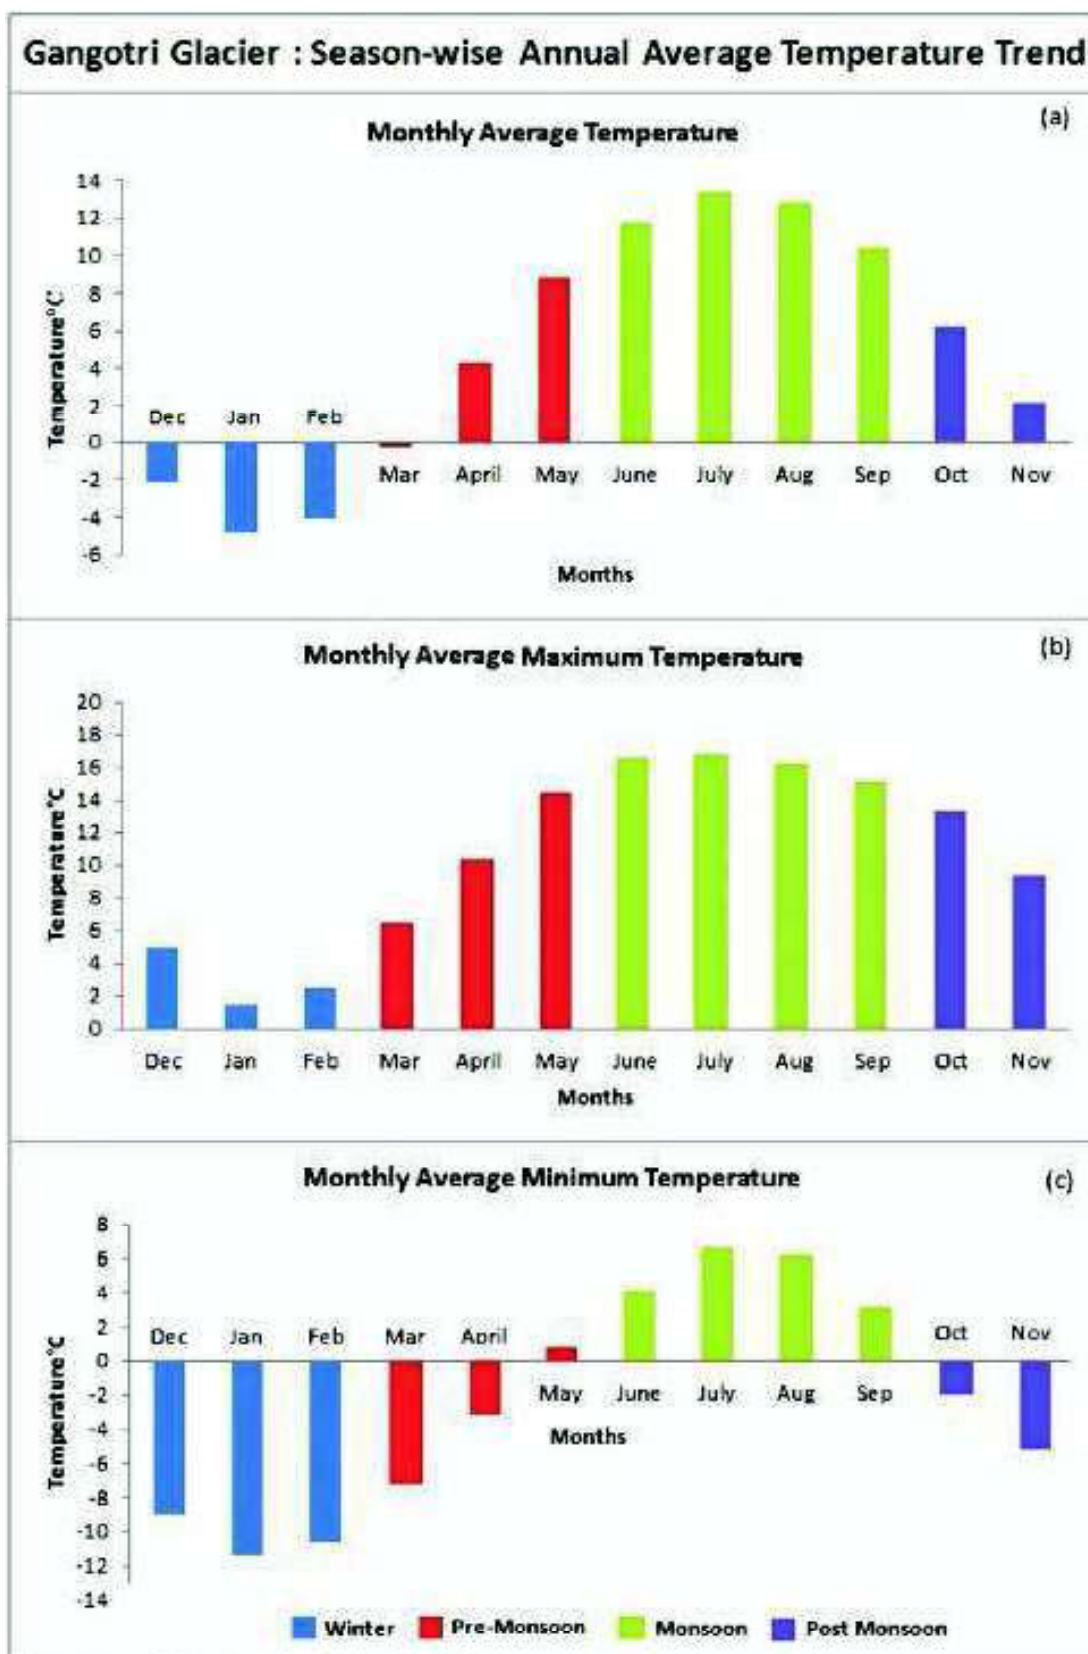 Gangotri Glacier : Season-wise Annual Average Temperature Trend
(a)
Monthly Average Temperature
Temperature°C
14
12
10
8
6
4
2
0
-2
-4
-6
Dec Jan Feb
Mar April May June July Aug Sep Oct Nov
Months
(b)
Monthly Average Maximum Temperature
Temperature°C
20
18
16
14
12
10
8
6
4
2
0
Dec Jan Feb Mar April May June July Aug Sep Oct Nov
Months
Monthly Average Minimum Temperature
(c)
Temperature°C
8
6
4
2
0
-2
-4
-6
-8
-10
-12
-14
Dec Jan Feb Mar April Oct Nov
May June July Aug Sep
Months
Winter Pre-Monsoon Monsoon Post Monsoon